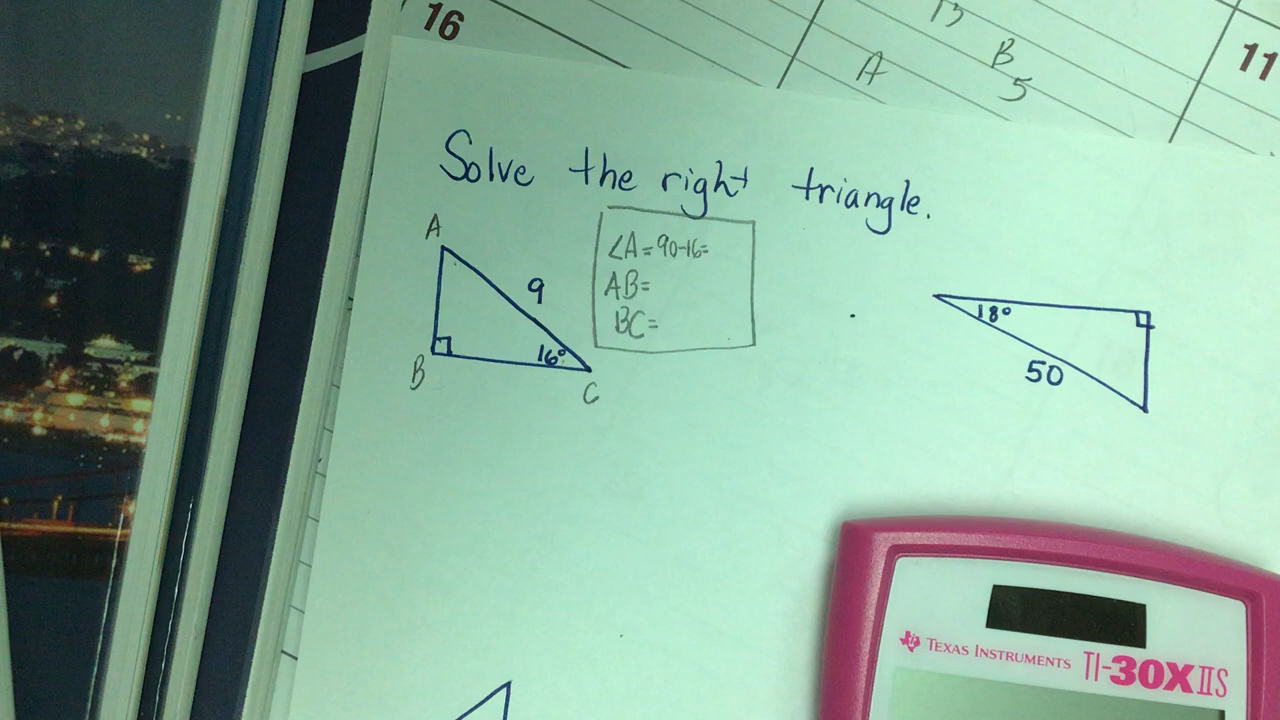 16
13
B
A
5
11
Solve the right triangle.
A
9
16°
B
C
∠A=90-16=
AB=
BC=
18°
50
TEXAS INSTRUMENTS TI-30XIIS